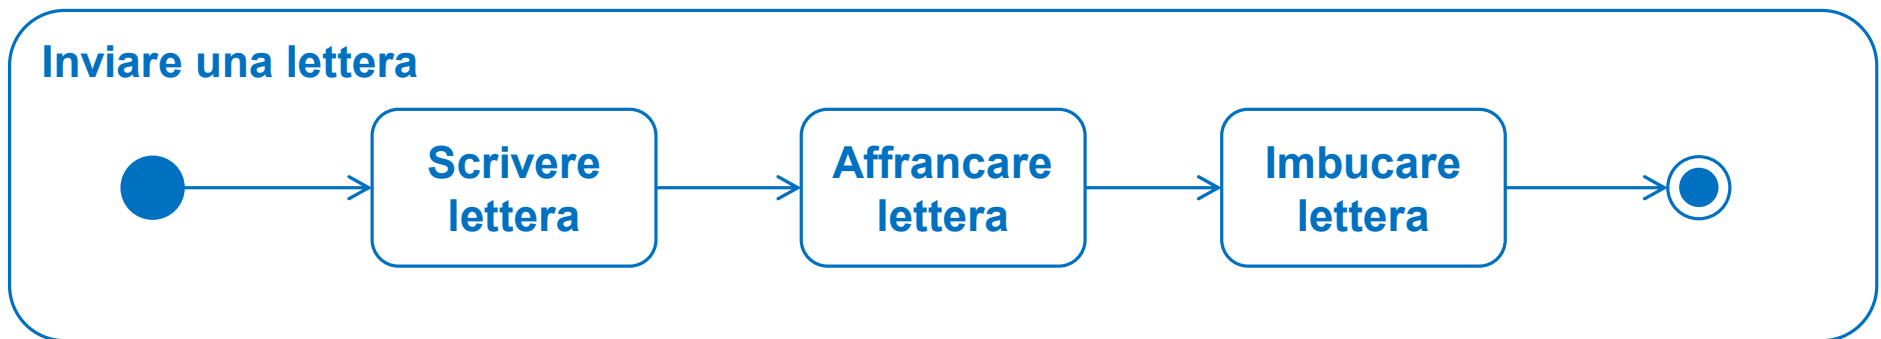 Inviare una lettera
Scrivere
lettera
Affrancare
lettera
Imbucare
lettera